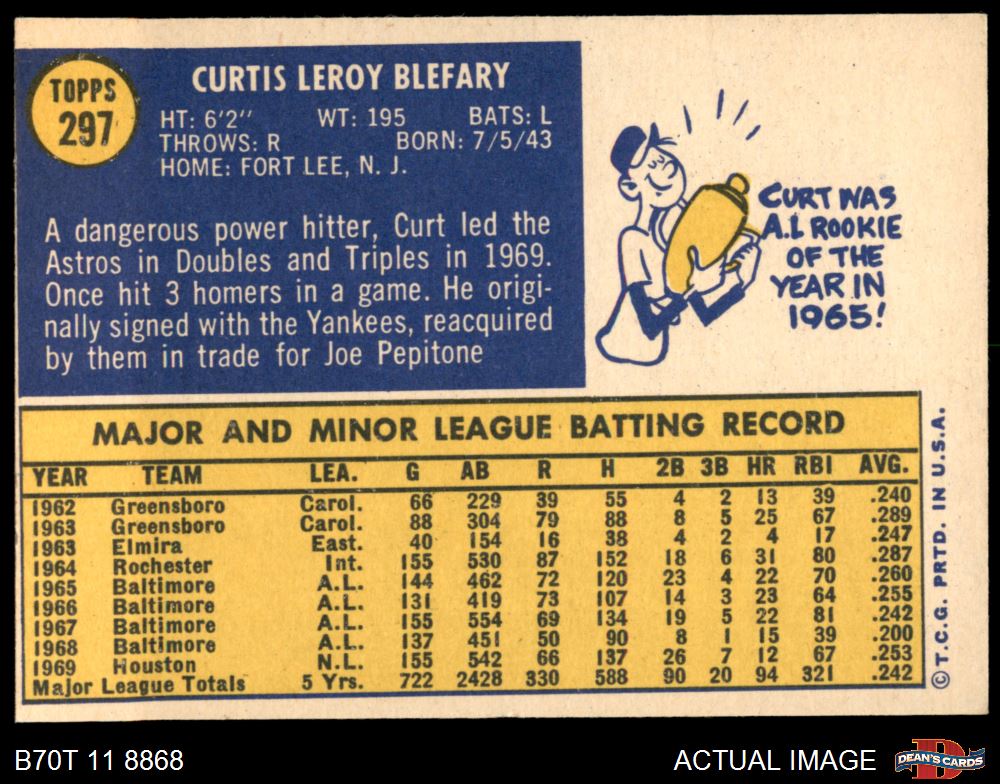 TOPPS
297
CURTIS LEROY BLEFARY
HT: 6'2" WT: 195 BATS: L
THROWS: R BORN: 7/5/43
HOME: FORT LEE, N. J.
A dangerous power hitter, Curt led the
Astros in Doubles and Triples in 1969.
Once hit 3 homers in a game. He origi-
nally signed with the Yankees, reacquired
by them in trade for Joe Pepitone
CURT WAS
A.L ROOKIE
OF THE
YEAR IN
1965!
MAJOR AND MINOR LEAGUE BATTING RECORD
YEAR TEAM LEA. G AB R H 2B 3B HR RBI AVG.
1962 Greensboro Carol. 66 229 39 55 4 2 13 39 .240
1963 Greensboro Carol. 88 304 79 88 8 5 25 67 .289
1963 Elmira East. 40 154 16 38 4 2 4 17 .247
1964 Rochester Int. 155 530 87 152 18 6 31 80 .287
1965 Baltimore A.L. 144 462 72 120 23 4 22 70 .260
1966 Baltimore A.L. 131 419 73 107 14 3 23 64 .255
1967 Baltimore A.L. 155 554 69 134 19 5 22 81 .242
1968 Baltimore A.L. 137 451 50 90 8 1 15 39 .200
1969 Houston N.L. 155 542 66 137 26 7 12 67 .253
Major League Totals 5 Yrs. 722 2428 330 588 90 20 94 321 .242
© T.C.G. PRTD. IN U.S.A.
B70T 11 8868
ACTUAL IMAGE
D
DEAN'S CARDS